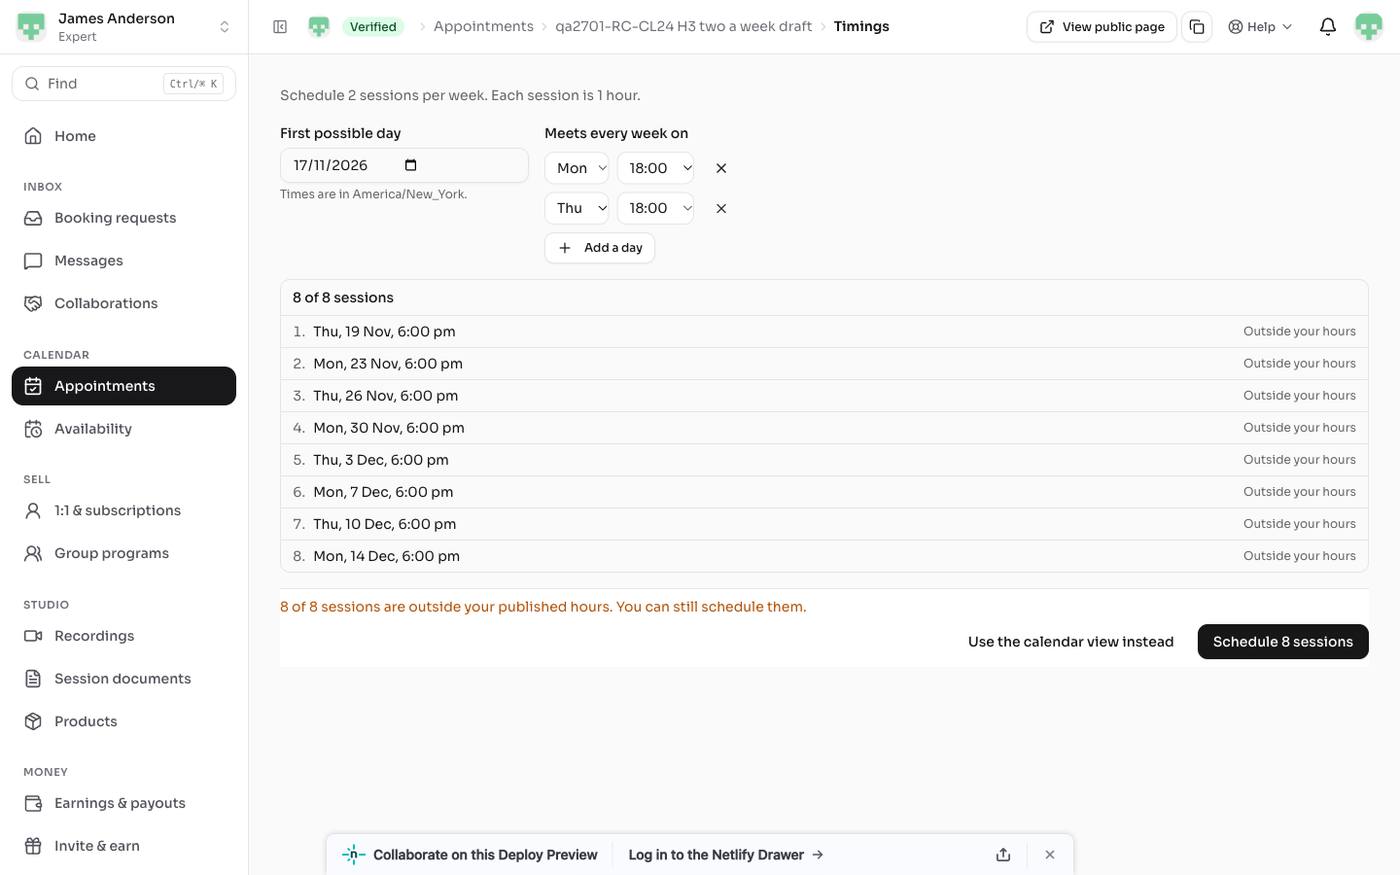 James Anderson
Expert
Verified
Appointments
qa2701-RC-CL24 H3 two a week draft
Timings
View public page
Help
Find
Ctrl/⌘ K
Home
INBOX
Booking requests
Messages
Collaborations
CALENDAR
Appointments
Availability
SELL
1:1 & subscriptions
Group programs
STUDIO
Recordings
Session documents
Products
MONEY
Earnings & payouts
Invite & earn
Schedule 2 sessions per week. Each session is 1 hour.
First possible day
17/11/2026
Times are in America/New_York.
Meets every week on
Mon 18:00
Thu 18:00
Add a day
8 of 8 sessions
1. Thu, 19 Nov, 6:00 pm Outside your hours
2. Mon, 23 Nov, 6:00 pm Outside your hours
3. Thu, 26 Nov, 6:00 pm Outside your hours
4. Mon, 30 Nov, 6:00 pm Outside your hours
5. Thu, 3 Dec, 6:00 pm Outside your hours
6. Mon, 7 Dec, 6:00 pm Outside your hours
7. Thu, 10 Dec, 6:00 pm Outside your hours
8. Mon, 14 Dec, 6:00 pm Outside your hours
8 of 8 sessions are outside your published hours. You can still schedule them.
Use the calendar view instead
Schedule 8 sessions
n Collaborate on this Deploy Preview
Log in to the Netlify Drawer →